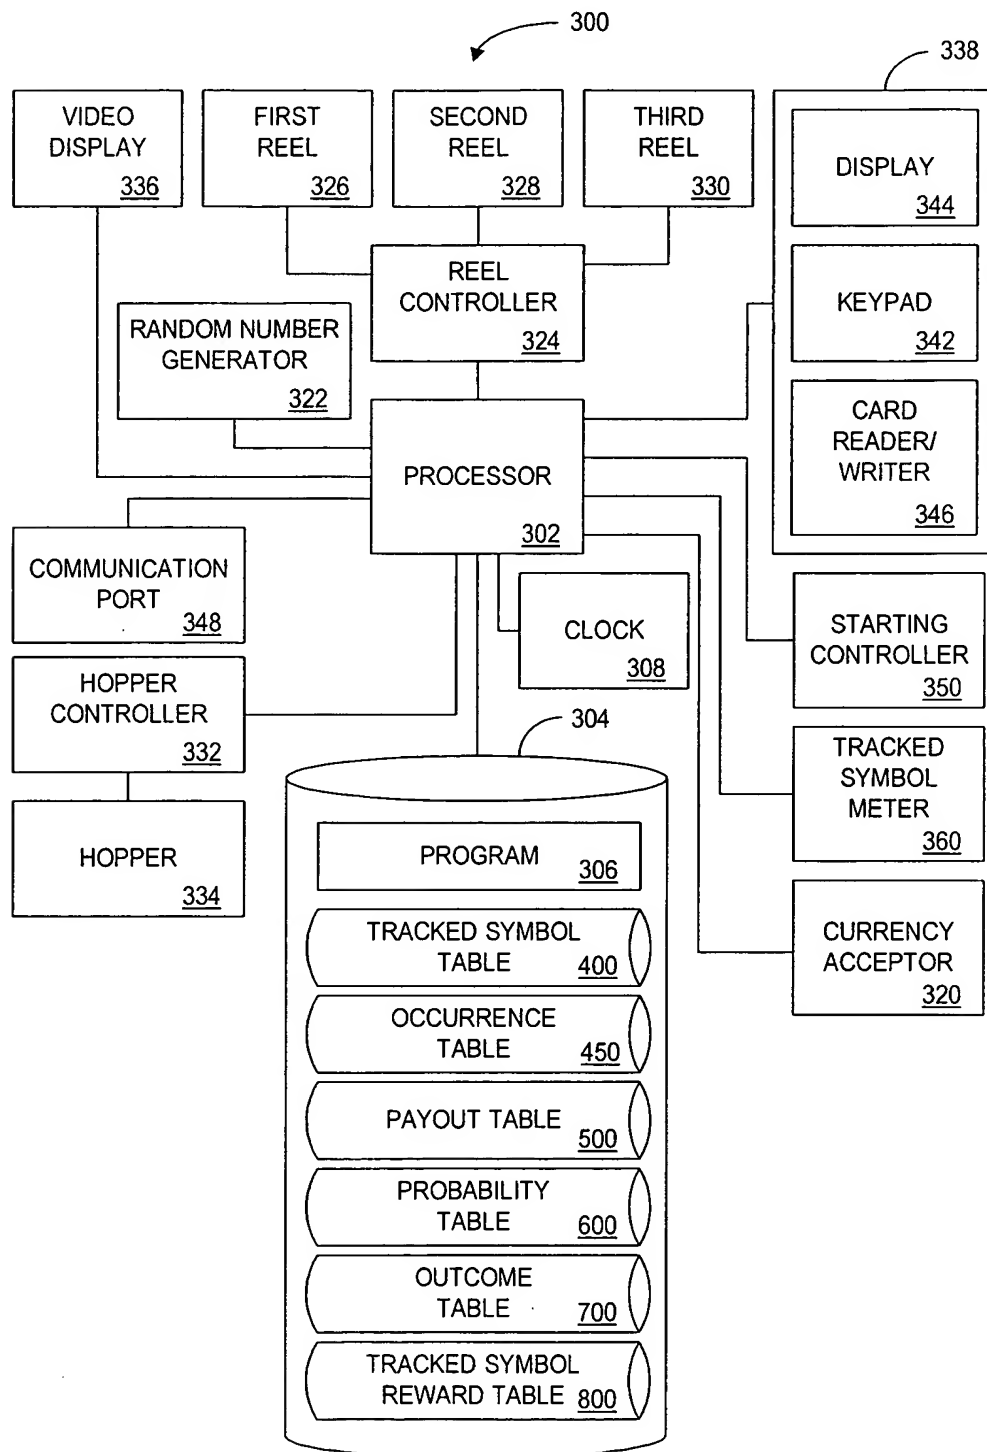 300
338
VIDEO
DISPLAY
336
FIRST
REEL
326
SECOND
REEL
328
THIRD
REEL
330
DISPLAY
344
REEL
CONTROLLER
324
KEYPAD
342
RANDOM NUMBER
GENERATOR
322
CARD
READER/
WRITER
346
PROCESSOR
302
COMMUNICATION
PORT
348
CLOCK
308
STARTING
CONTROLLER
350
HOPPER
CONTROLLER
332
304
TRACKED
SYMBOL
METER
360
HOPPER
334
PROGRAM
306
CURRENCY
ACCEPTOR
320
TRACKED SYMBOL
TABLE
400
OCCURRENCE
TABLE
450
PAYOUT TABLE
500
PROBABILITY
TABLE
600
OUTCOME
TABLE
700
TRACKED SYMBOL
REWARD TABLE
800